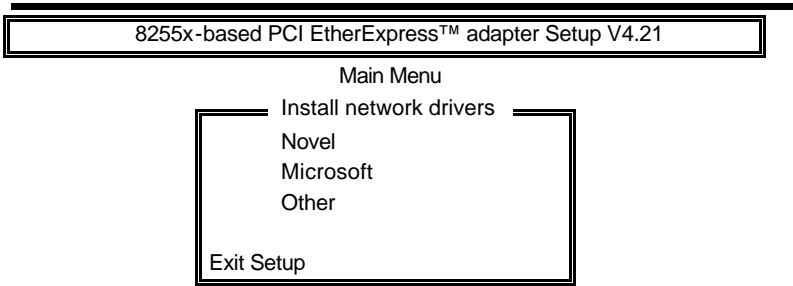 8255x-based PCI EtherExpress™ adapter Setup V4.21
Main Menu
Install network drivers
Novel
Microsoft
Other
Exit Setup